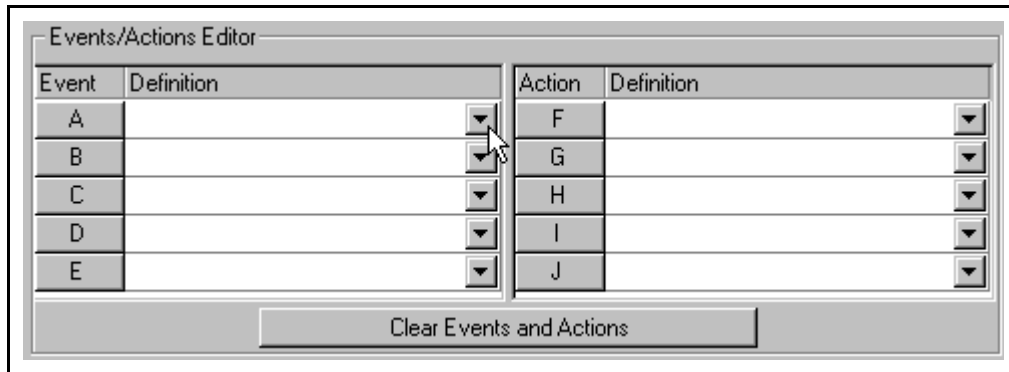 Events/Actions Editor
Event Definition Action Definition
A F
B G
C H
D I
E J
Clear Events and Actions